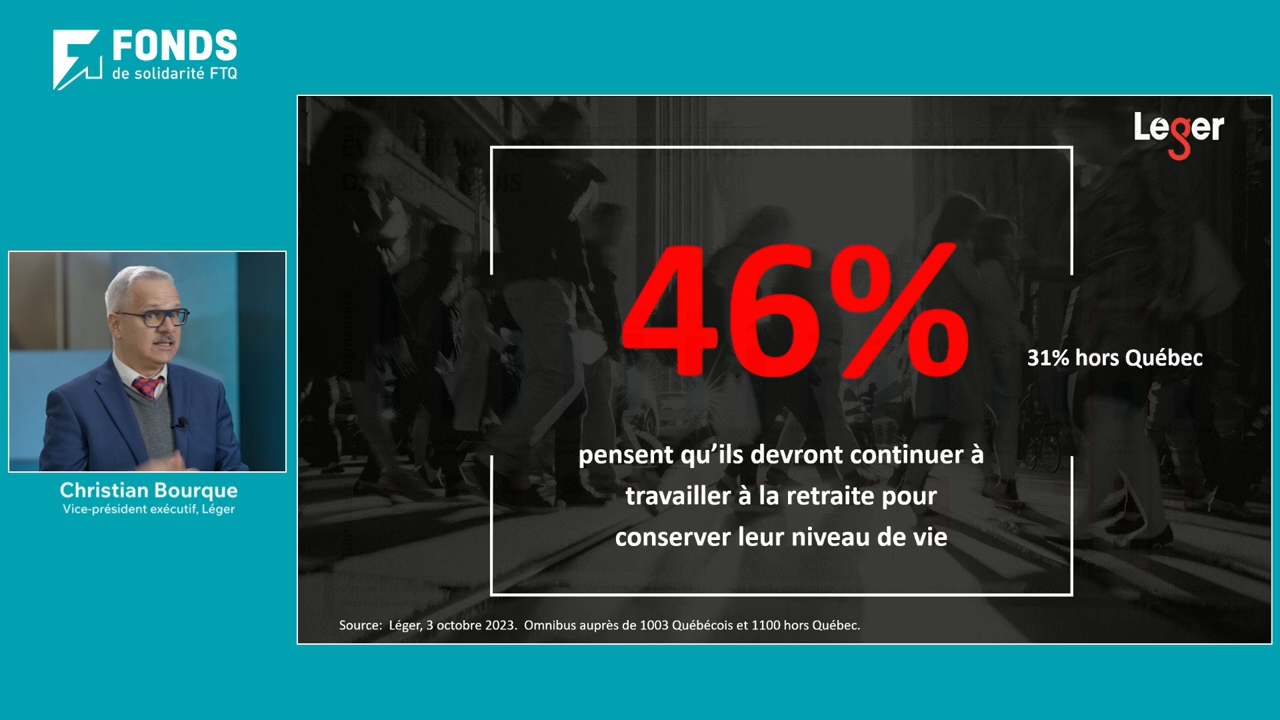 FONDS
de solidarité FTQ
Leger
46%
31% hors Québec
pensent qu’ils devront continuer à
travailler à la retraite pour
conserver leur niveau de vie
Source: Léger, 3 octobre 2023. Omnibus auprès de 1003 Québécois et 1100 hors Québec.
Christian Bourque
Vice-président exécutif, Léger